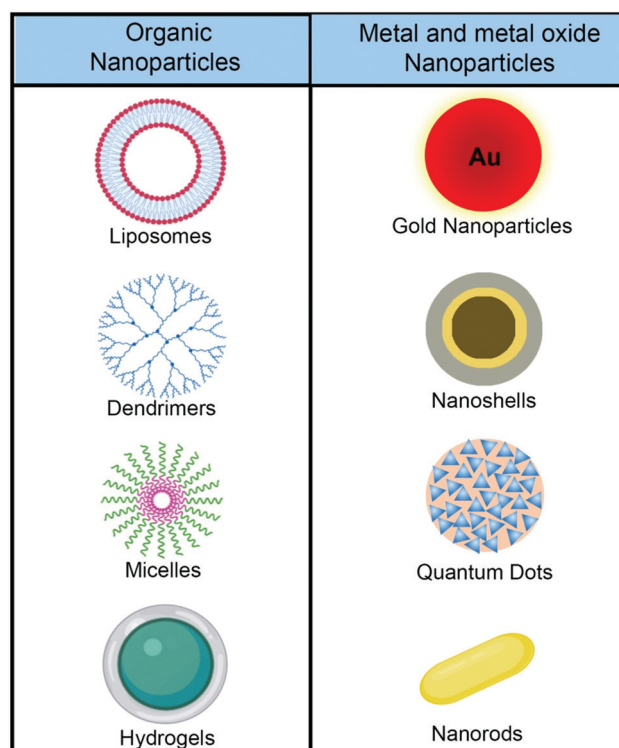 Organic
Nanoparticles
Metal and metal oxide
Nanoparticles
Liposomes
Au
Gold Nanoparticles
Dendrimers
Nanoshells
Micelles
Quantum Dots
Hydrogels
Nanorods